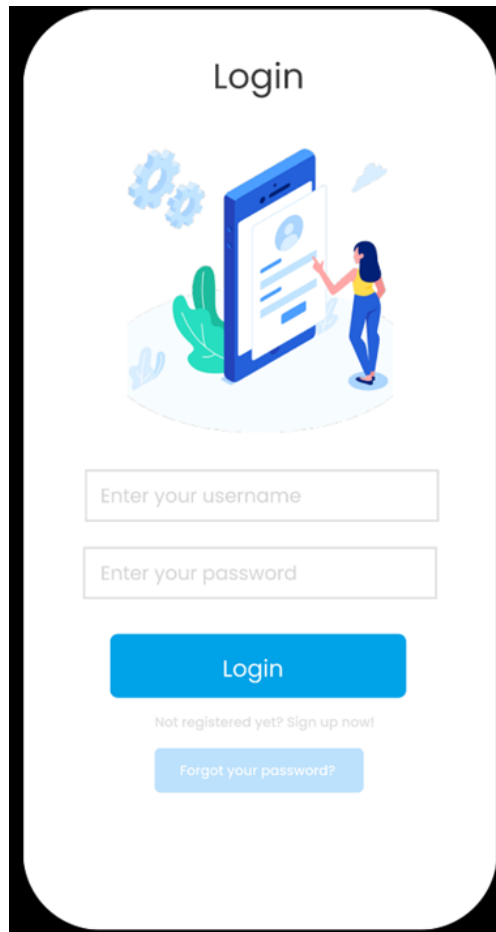 Login
Enter your username
Enter your password
Login
Not registered yet? Sign up now!
Forgot your password?